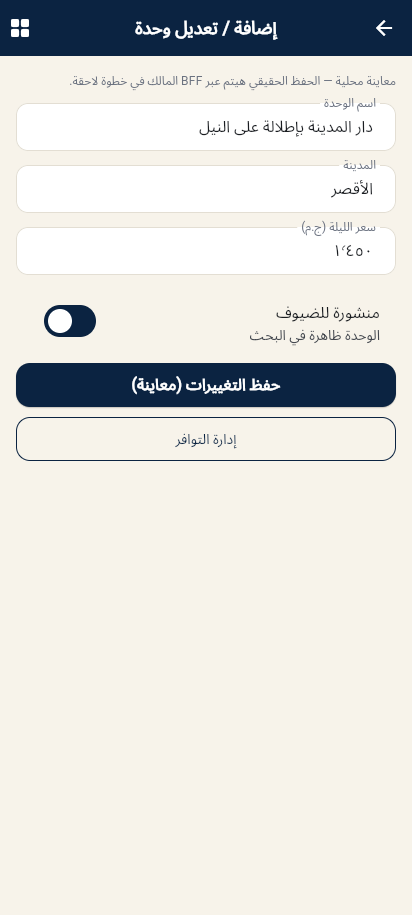 إضافة / تعديل وحدة
معاينة محلية — الحفظ الحقيقي هيتم عبر BFF المالك في خطوة لاحقة.
اسم الوحدة
دار المدينة بإطلالة على النيل
المدينة
الأقصر
سعر الليلة (ج.م)
١٬٤٥٠
منشورة للضيوف
الوحدة ظاهرة في البحث
حفظ التغييرات (معاينة)
إدارة التوافر